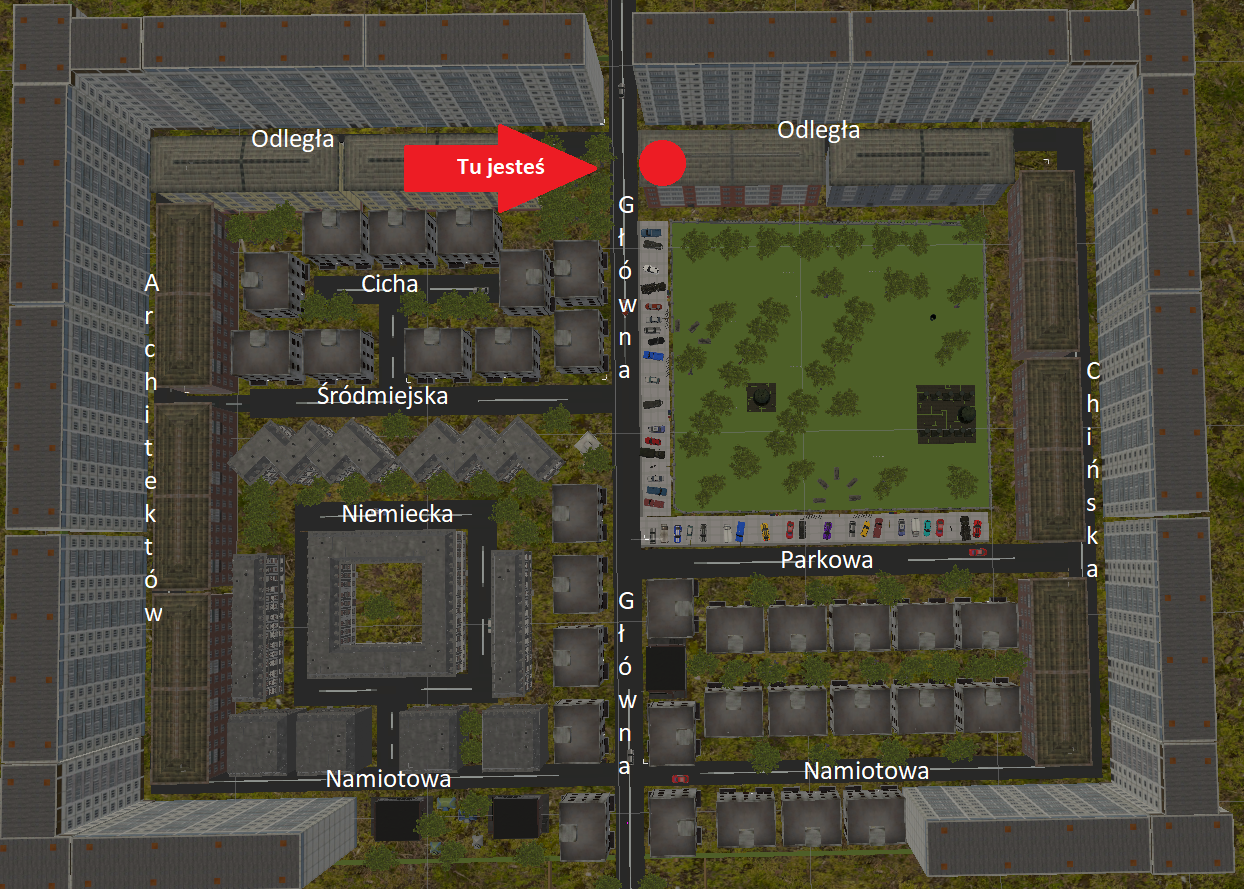 Odległa
Odległa
Tu jesteś
Główna
Cicha
Architektów
Śródmiejska
Chińska
Niemiecka
Parkowa
Główna
Namiotowa
Namiotowa